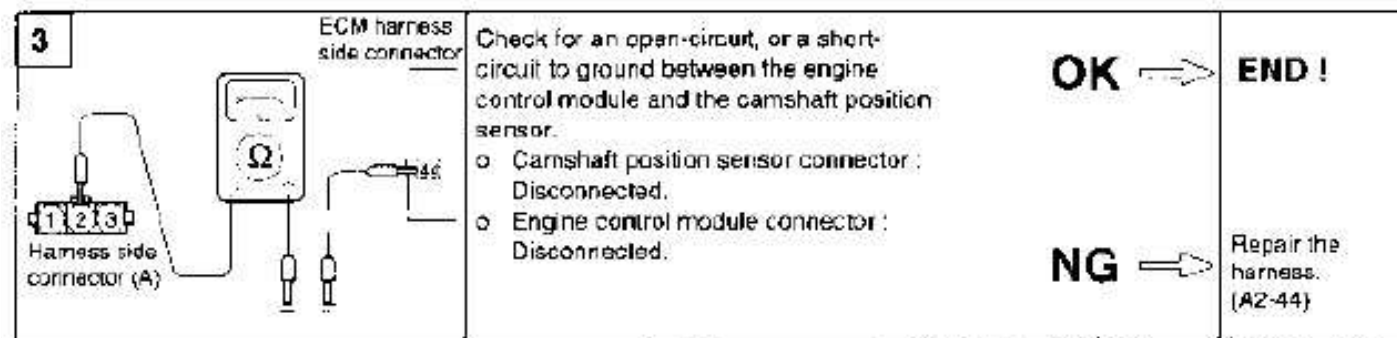 3
ECM harness
side connector
Ω
44
1 2 3
Harness side
connector (A)
Check for an open-circuit, or a short-
circuit to ground between the engine
control module and the camshaft position
sensor.
o Camshaft position sensor connector :
Disconnected.
o Engine control module connector :
Disconnected.
OK
END !
NG
Repair the
harness.
(A2-44)